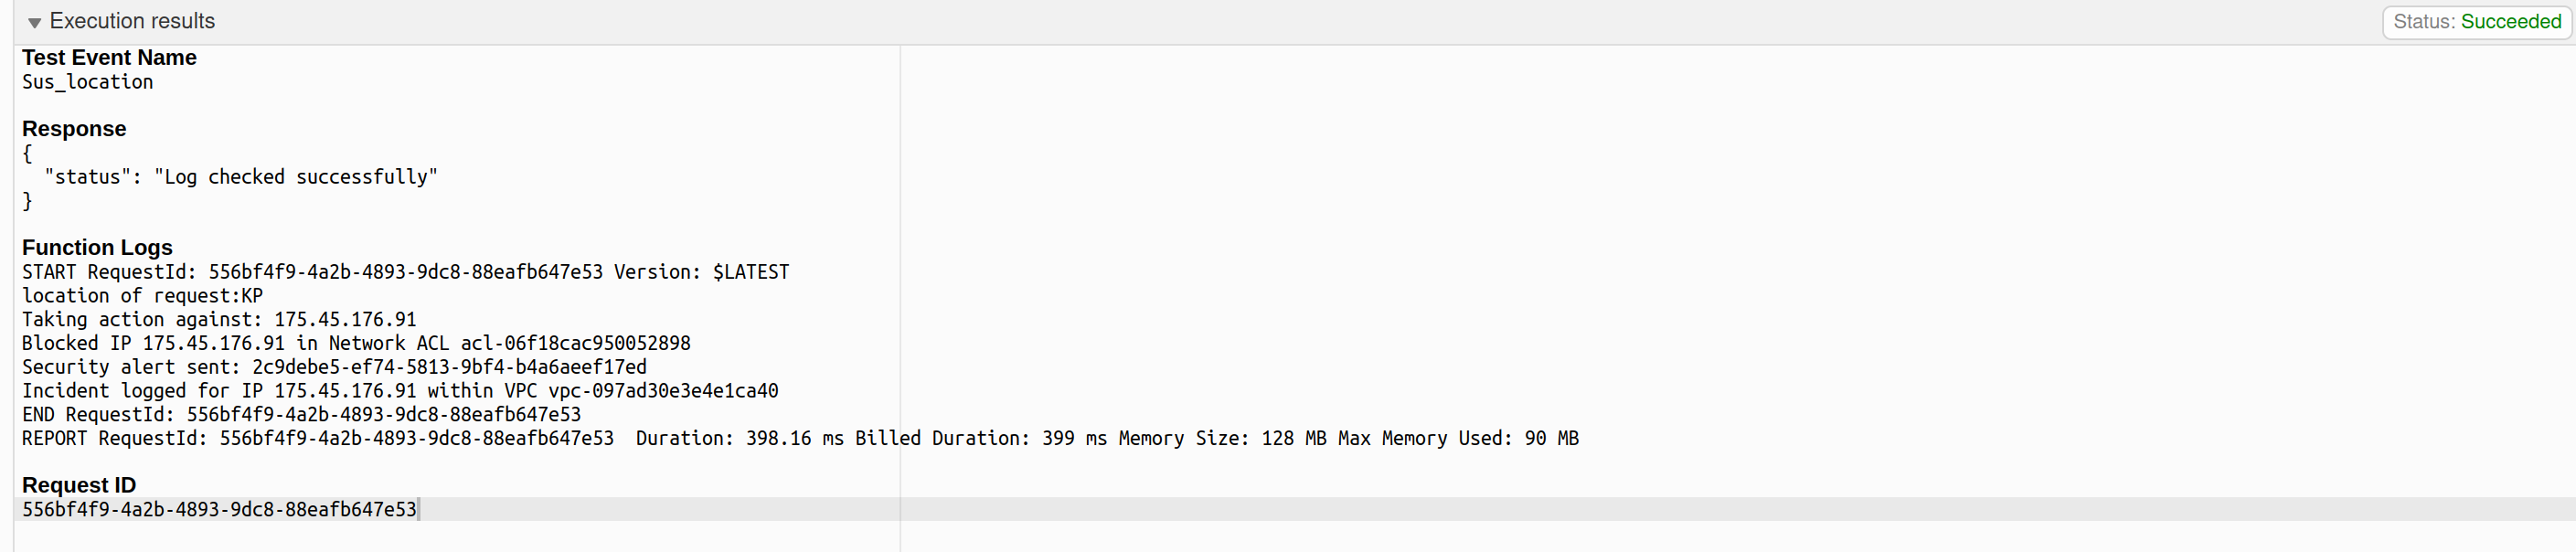 Execution results
Status: Succeeded
Test Event Name
Sus_location
Response
{
  "status": "Log checked successfully"
}
Function Logs
START RequestId: 556bf4f9-4a2b-4893-9dc8-88eafb647e53 Version: $LATEST
location of request:KP
Taking action against: 175.45.176.91
Blocked IP 175.45.176.91 in Network ACL acl-06f18cac950052898
Security alert sent: 2c9debe5-ef74-5813-9bf4-b4a6aeef17ed
Incident logged for IP 175.45.176.91 within VPC vpc-097ad30e3e4e1ca40
END RequestId: 556bf4f9-4a2b-4893-9dc8-88eafb647e53
REPORT RequestId: 556bf4f9-4a2b-4893-9dc8-88eafb647e53  Duration: 398.16 ms Billed Duration: 399 ms Memory Size: 128 MB Max Memory Used: 90 MB
Request ID
556bf4f9-4a2b-4893-9dc8-88eafb647e53